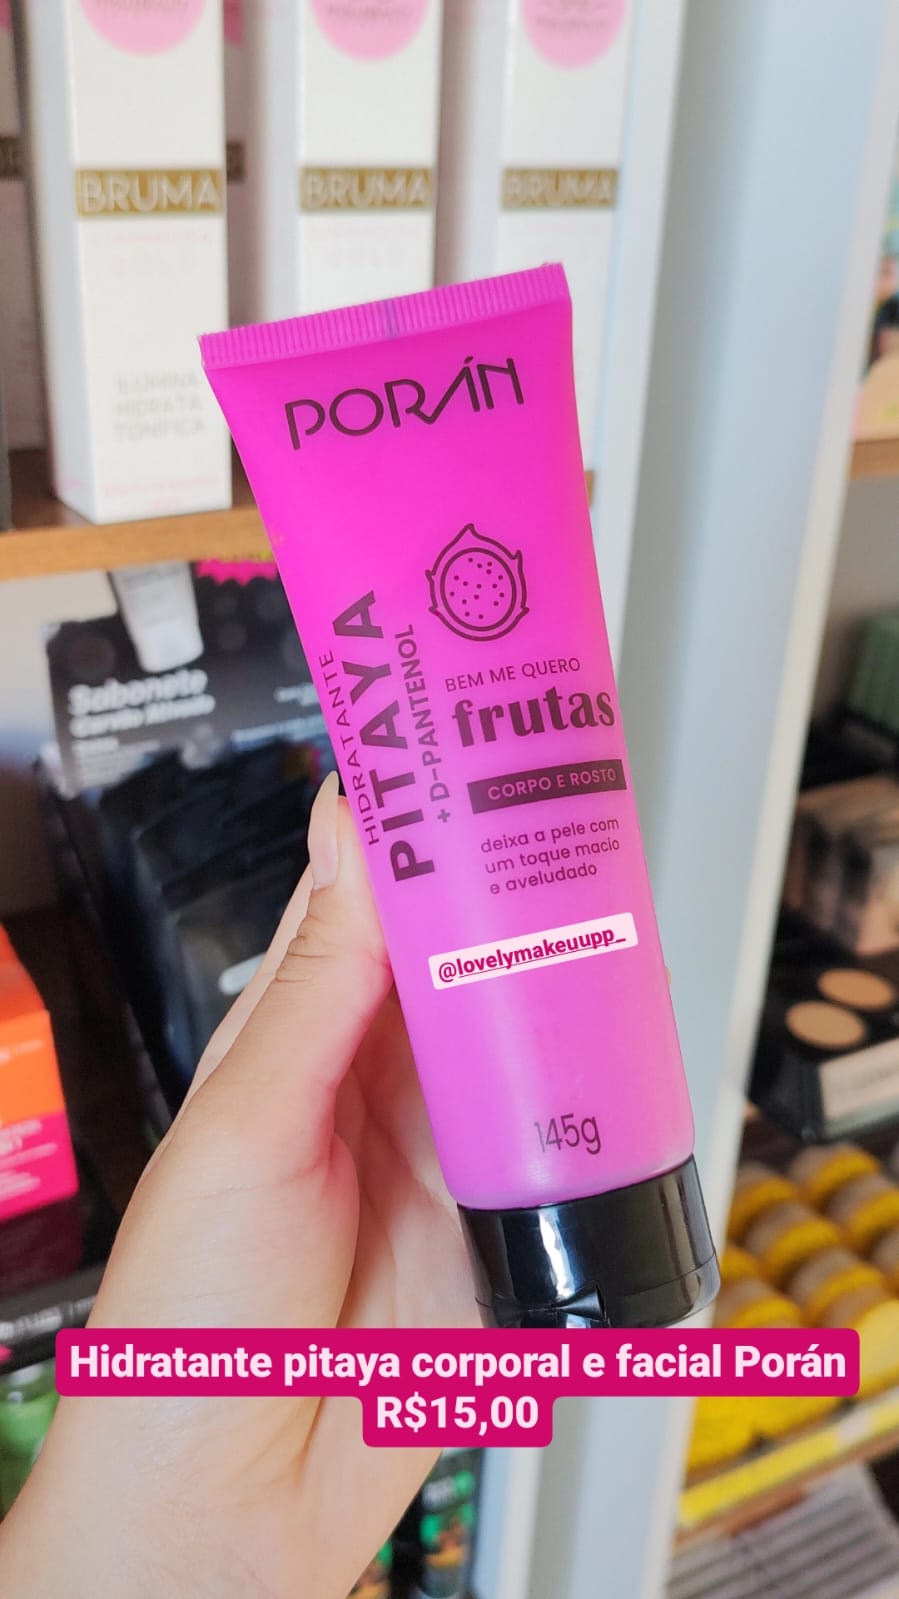 BRUMA
BRUMA
BRUMA
ILUMINA
HIDRATA
TONIFICA
PORÁN
HIDRATANTE
PITAYA
+ D-PANTENOL
BEM ME QUERO
frutas
CORPO E ROSTO
deixa a pele com
um toque macio
e aveludado
@lovelymakeuupp_
145g
Sabonete
Hidratante pitaya corporal e facial Porán
R$15,00